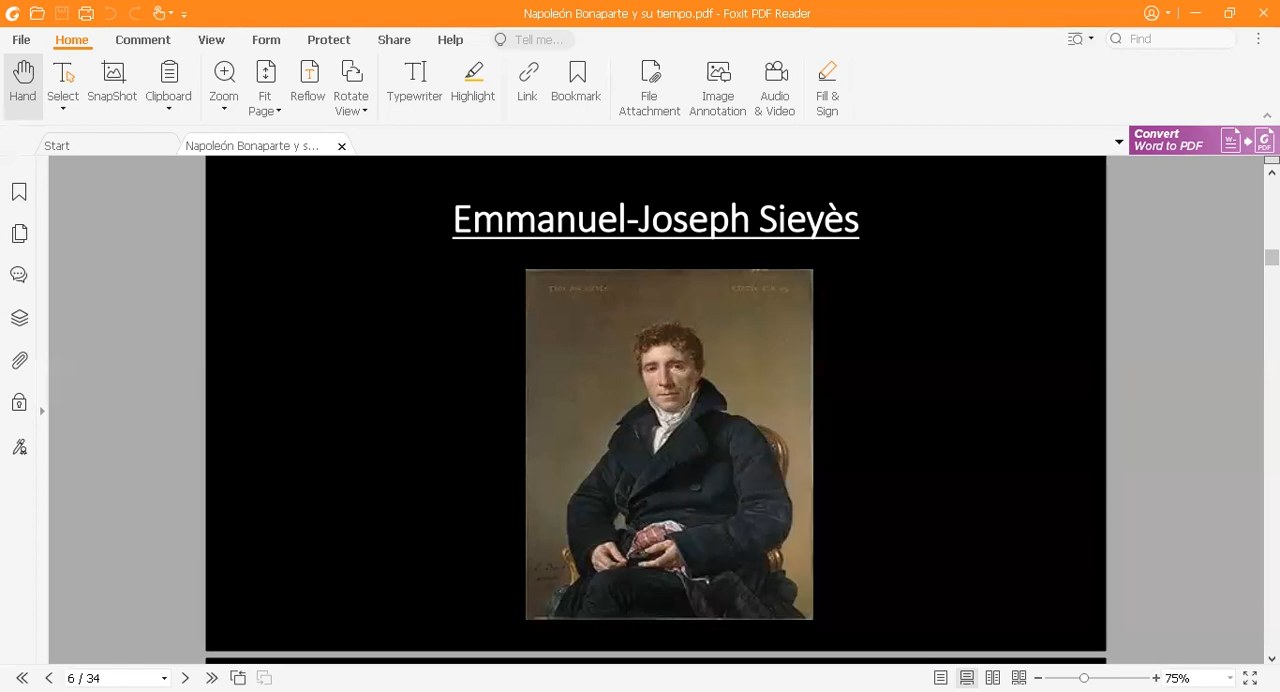 Napoleón Bonaparte y su tiempo.pdf - Foxit PDF Reader
File Home Comment View Form Protect Share Help Tell me... Find
Hand Select SnapShot Clipboard Zoom Fit Page Reflow Rotate View Typewriter Highlight Link Bookmark File Attachment Image Annotation Audio & Video Fill & Sign
Start Napoleón Bonaparte y s... Convert Word to PDF
Emmanuel-Joseph Sieyès
6 / 34 75%